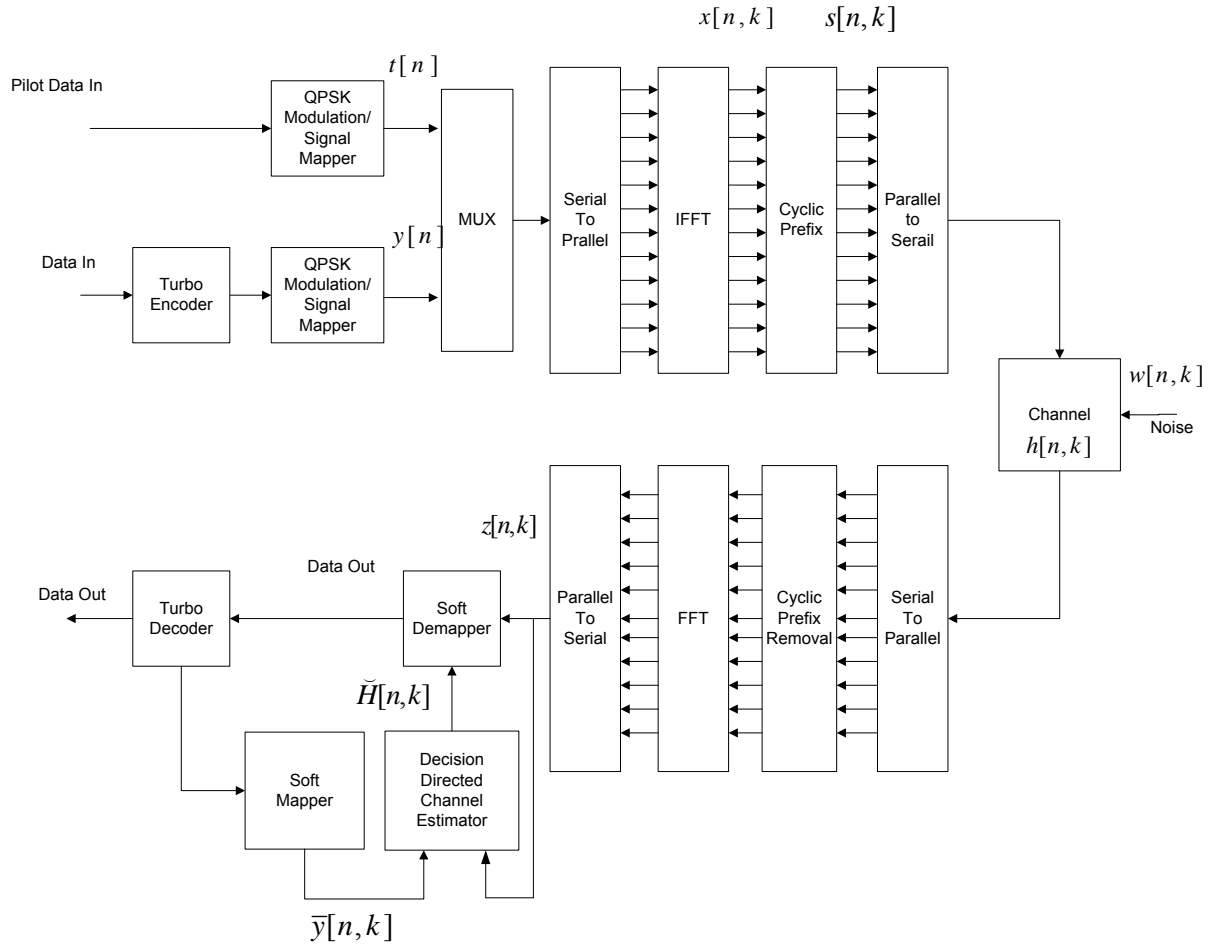 x[n,k]
s[n,k]
Pilot Data In
QPSK
Modulation/
Signal
Mapper
t[n]
MUX
Serial
To
Prallel
IFFT
Cyclic
Prefix
Parallel
to
Serail
Data In
Turbo
Encoder
QPSK
Modulation/
Signal
Mapper
y[n]
Channel
h[n,k]
w[n,k]
Noise
Data Out
Turbo
Decoder
Data Out
Soft
Demapper
z[n,k]
Parallel
To
Serial
FFT
Cyclic
Prefix
Removal
Serial
To
Parallel
H̆[n,k]
Soft
Mapper
Decision
Directed
Channel
Estimator
y̅[n,k]